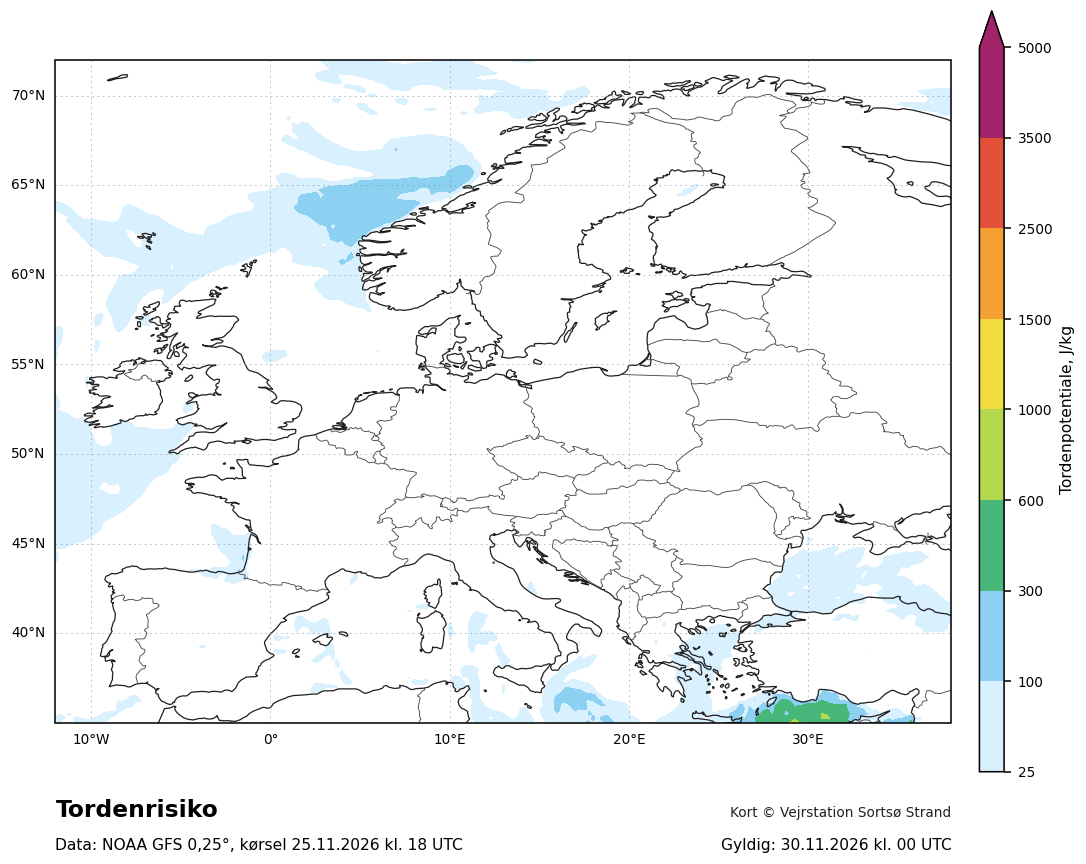 5000
3500
2500
1500
1000
600
300
100
25
Tordenpotentiale, J/kg
70°N
65°N
60°N
55°N
50°N
45°N
40°N
10°W
0°
10°E
20°E
30°E
Tordenrisiko
Kort © Vejrstation Sortsø Strand
Data: NOAA GFS 0,25°, kørsel 25.11.2026 kl. 18 UTC
Gyldig: 30.11.2026 kl. 00 UTC